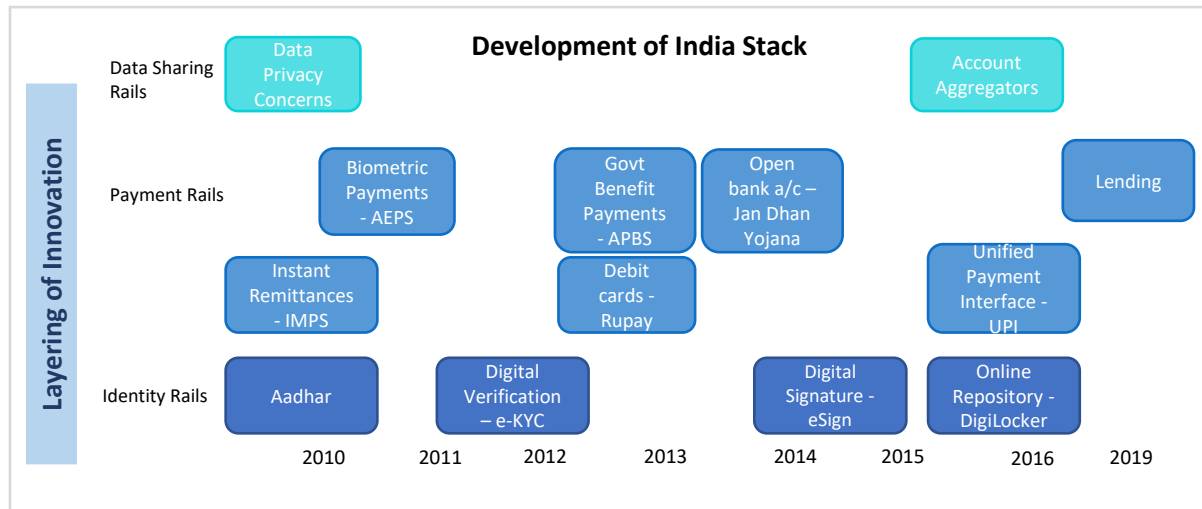 Development of India Stack
Layering of Innovation
Data Sharing
Rails
Data
Privacy
Concerns
Account
Aggregators
Payment Rails
Biometric
Payments
- AEPS
Govt
Benefit
Payments
- APBS
Open
bank a/c –
Jan Dhan
Yojana
Lending
Instant
Remittances
- IMPS
Debit
cards -
Rupay
Unified
Payment
Interface -
UPI
Identity Rails
Aadhar
Digital
Verification
– e-KYC
Digital
Signature -
eSign
Online
Repository -
DigiLocker
2010
2011
2012
2013
2014
2015
2016
2019